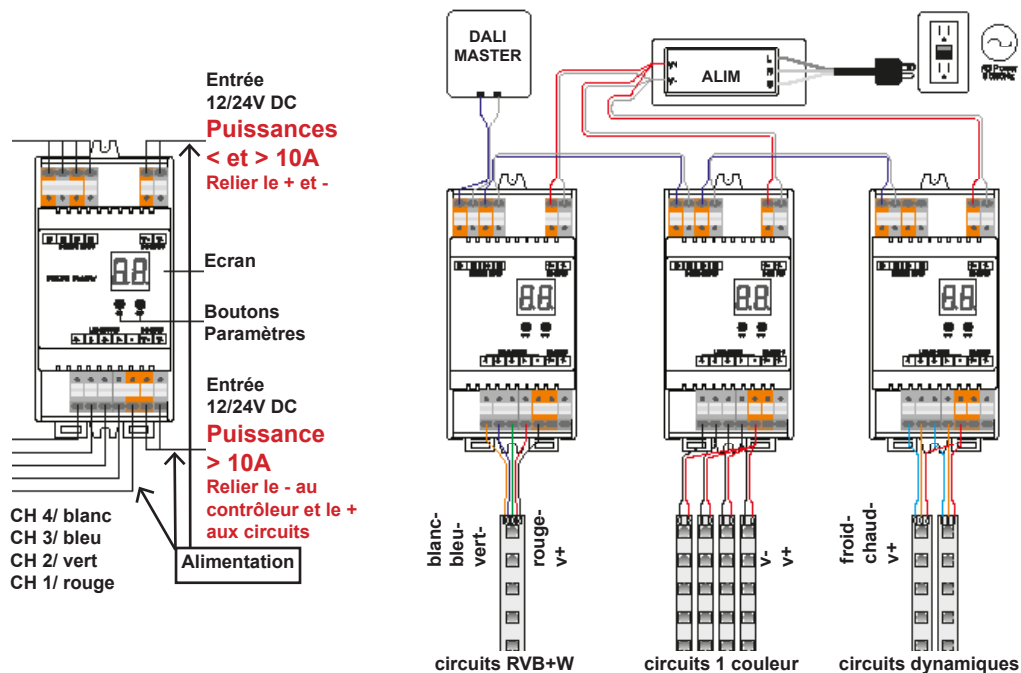 Entrée
12/24V DC
Puissances
< et > 10A
Relier le + et -
Ecran
Boutons
Paramètres
Entrée
12/24V DC
Puissance
> 10A
Relier le - au
contrôleur et le +
aux circuits
Alimentation
CH 4/ blanc
CH 3/ bleu
CH 2/ vert
CH 1/ rouge
DALI
MASTER
ALIM
blanc-
bleu-
vert-
rouge-
v+
circuits RVB+W
v-
v+
circuits 1 couleur
froid-
chaud-
v+
circuits dynamiques